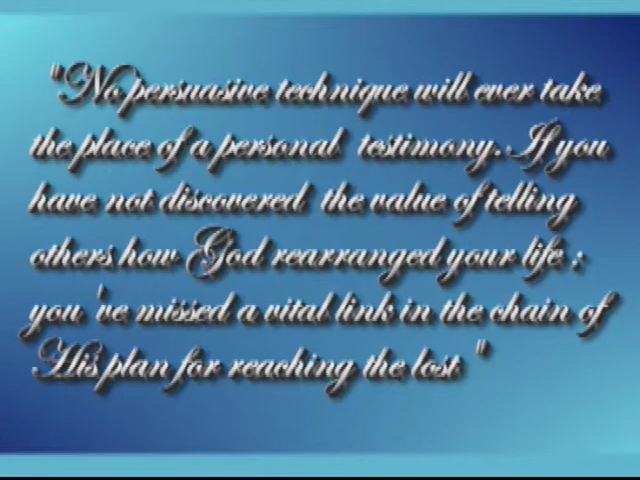 "No persuasive technique will ever take
the place of a personal testimony. If you
have not discovered the value of telling
others how God rearranged your life :
you 've missed a vital link in the chain of
His plan for reaching the lost "